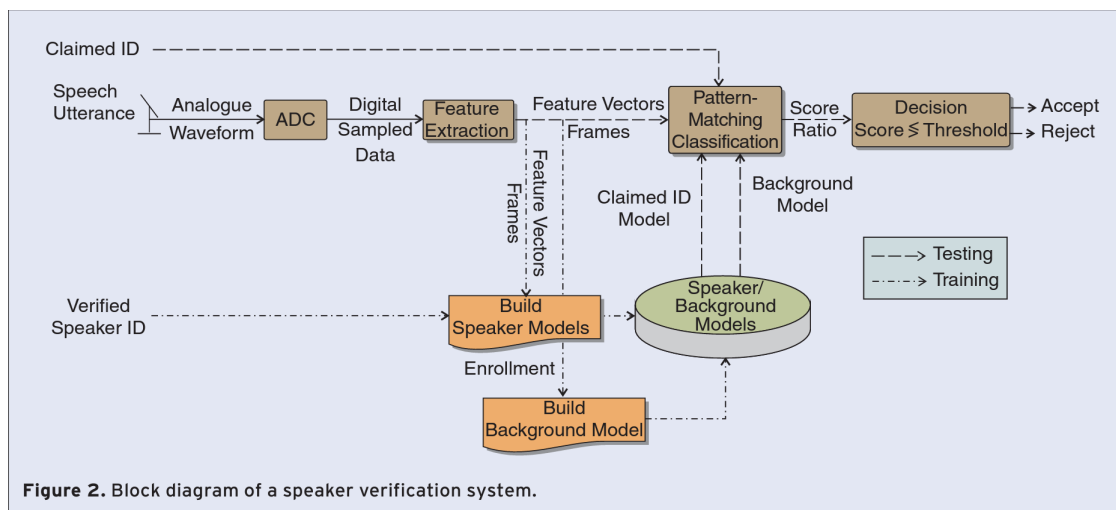 Claimed ID
Speech
Utterance
Analogue
Waveform
ADC
Digital
Sampled
Data
Feature
Extraction
Feature Vectors
Frames
Pattern-
Matching
Classification
Score
Ratio
Decision
Score ≶ Threshold
Accept
Reject
Feature Vectors
Frames
Claimed ID
Model
Background
Model
Testing
Training
Verified
Speaker ID
Build
Speaker Models
Speaker/
Background
Models
Enrollment
Build
Background Model
Figure 2. Block diagram of a speaker verification system.